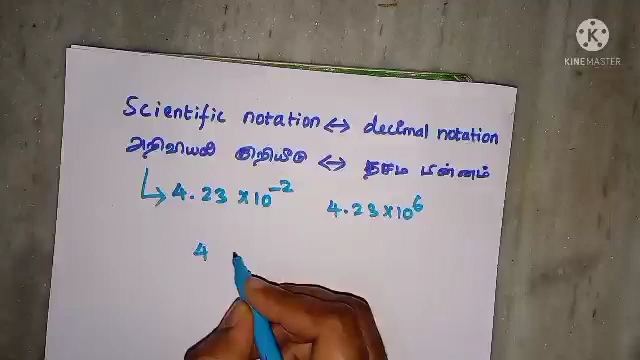 Scientific notation ↔ decimal notation
அறிவியல் குறியீடு ↔ தசம பின்னம்
↳ 4.23 ×10⁻² 4.23×10⁶
4
KINEMASTER